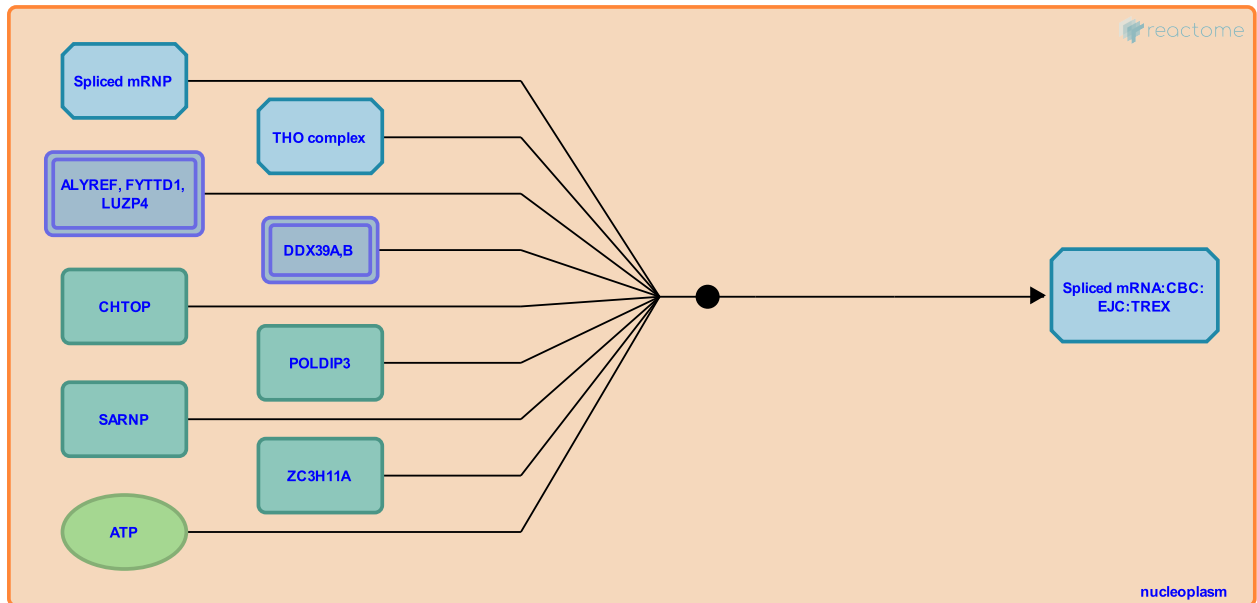 reactome
Spliced mRNP
THO complex
ALYREF, FYTTD1,
LUZP4
DDX39A,B
CHTOP
POLDIP3
SARNP
ZC3H11A
ATP
Spliced mRNA:CBC:
EJC:TREX
nucleoplasm